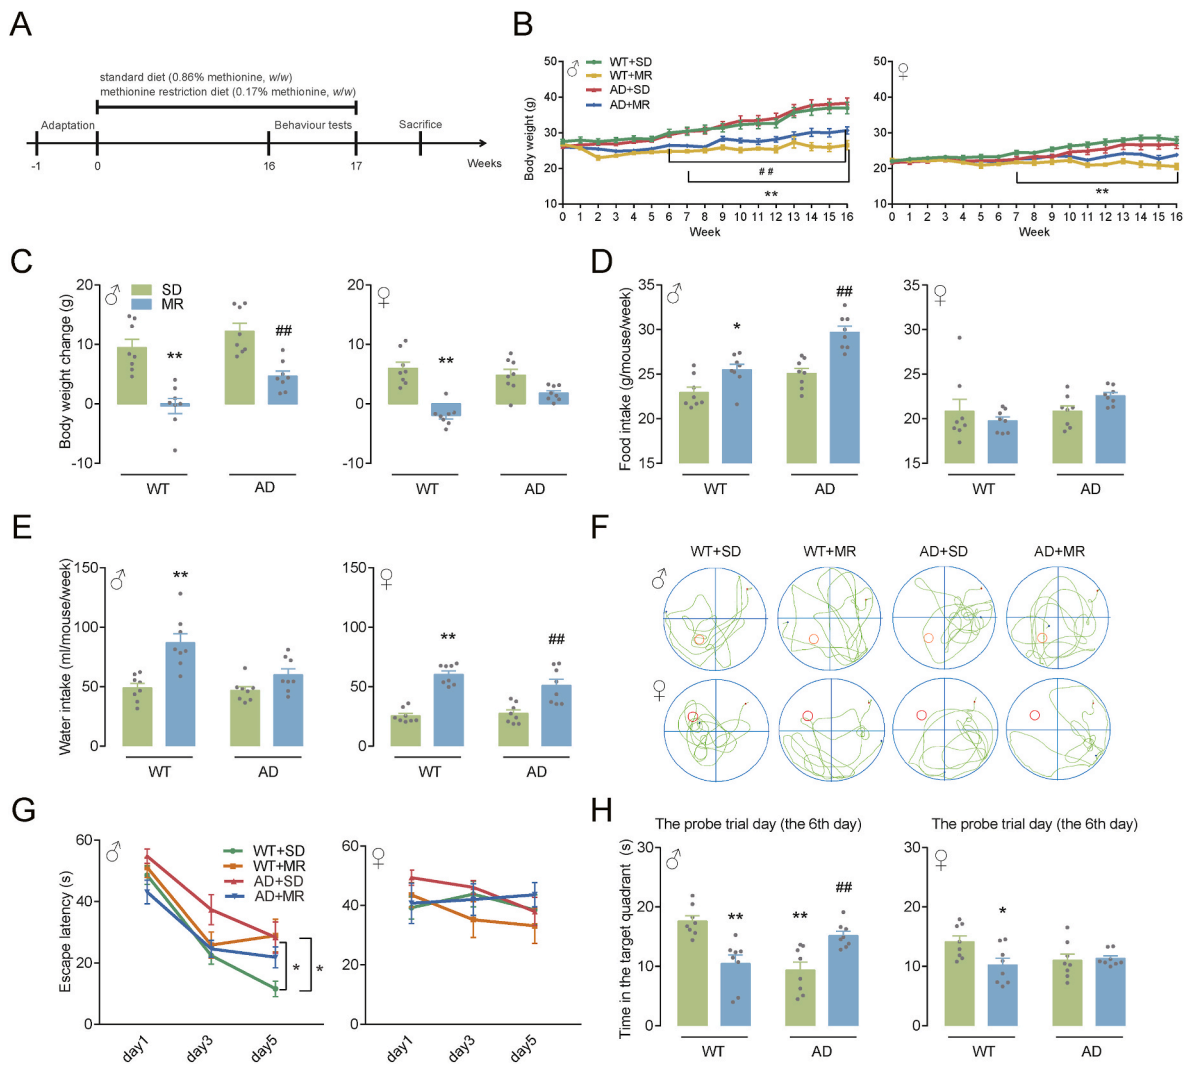 A
standard diet (0.86% methionine, w/w)
methionine restriction diet (0.17% methionine, w/w)
Adaptation
Behaviour tests
Sacrifice
-1
0
16
17
Weeks
B
♂
WT+SD
WT+MR
AD+SD
AD+MR
Body weight (g)
50
40
30
20
10
##
**
0 1 2 3 4 5 6 7 8 9 10 11 12 13 14 15 16
Week
♀
50
40
30
20
10
**
0 1 2 3 4 5 6 7 8 9 10 11 12 13 14 15 16
Week
C
♂
SD
MR
Body weight change (g)
20
10
0
-10
**
##
WT
AD
♀
20
10
0
-10
**
WT
AD
D
♂
Food intake (g/mouse/week)
35
30
25
20
15
*
##
WT
AD
♀
35
30
25
20
15
WT
AD
E
♂
Water intake (ml/mouse/week)
150
100
50
0
**
WT
AD
♀
150
100
50
0
**
##
WT
AD
F
WT+SD
WT+MR
AD+SD
AD+MR
♂
♀
G
♂
WT+SD
WT+MR
AD+SD
AD+MR
Escape latency (s)
60
40
20
0
*
*
day1
day3
day5
♀
60
40
20
0
day1
day3
day5
H
The probe trial day (the 6th day)
♂
Time in the target quadrant (s)
30
20
10
0
**
**
##
WT
AD
The probe trial day (the 6th day)
♀
30
20
10
0
*
WT
AD